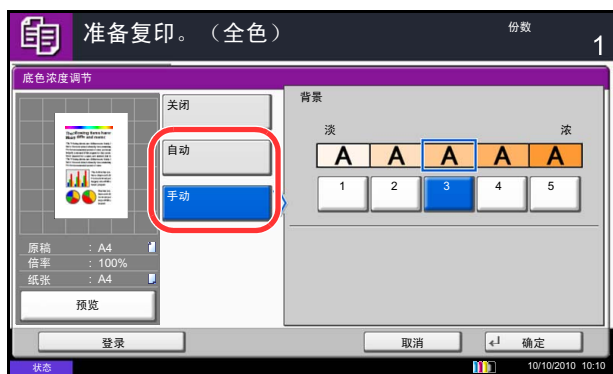 准备复印。（全色）
份数
1
底色浓度调节
关闭
自动
手动
背景
淡
浓
A A A A A
1 2 3 4 5
原稿 : A4
倍率 : 100%
纸张 : A4
预览
登录
取消
确定
状态
10/10/2010 10:10